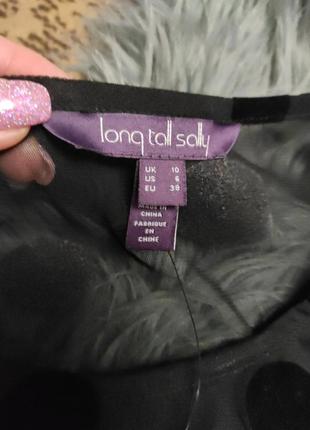 long tall sally
UK 10
US 6
EU 38
MADE IN
CHINA
FABRIQUE
EN
CHINE